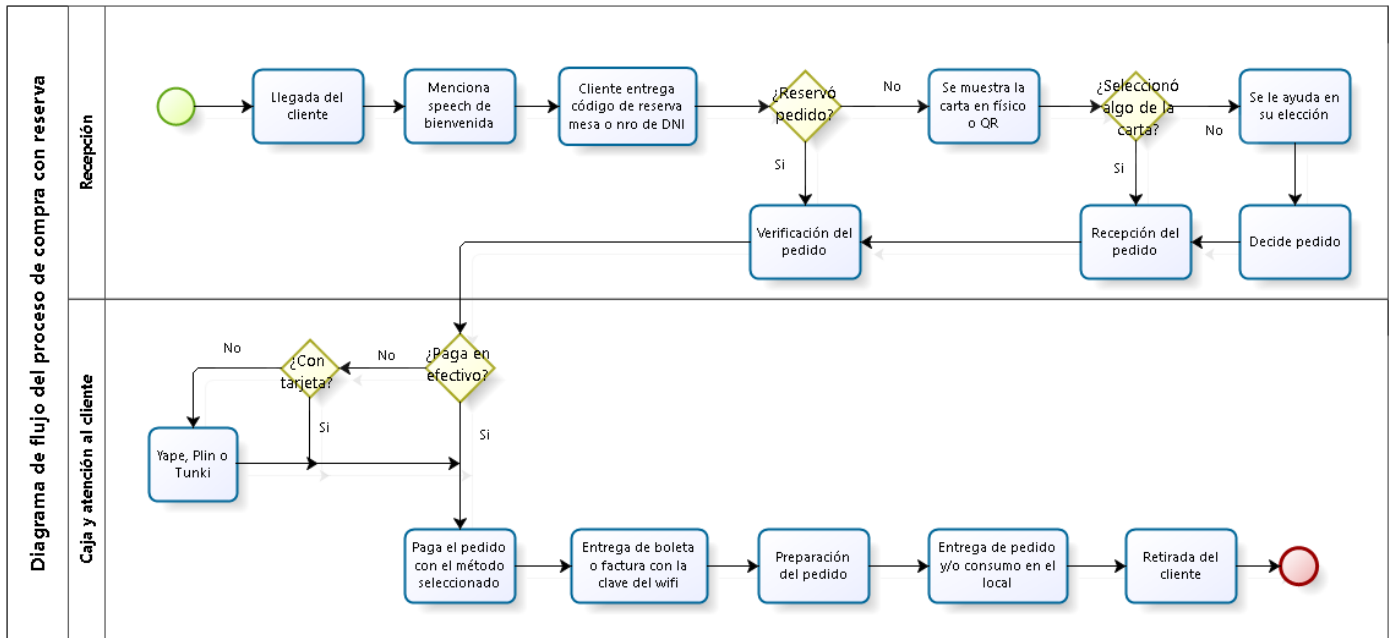 Diagrama de flujo del proceso de compra con reserva
Recepción
Llegada del
cliente
Menciona
speech de
bienvenida
Cliente entrega
código de reserva
mesa o nro de DNI
¿Reservó
pedido?
No
Si
Se muestra la
carta en físico
o QR
¿Seleccionó
algo de la
carta?
No
Si
Se le ayuda en
su elección
Verificación del
pedido
Recepción del
pedido
Decide pedido
Caja y atención al cliente
¿Paga en
efectivo?
No
Si
¿Con
tarjeta?
No
Si
Yape, Plin o
Tunki
Paga el pedido
con el método
seleccionado
Entrega de boleta
o factura con la
clave del wifi
Preparación
del pedido
Entrega de pedido
y/o consumo en el
local
Retirada del
cliente